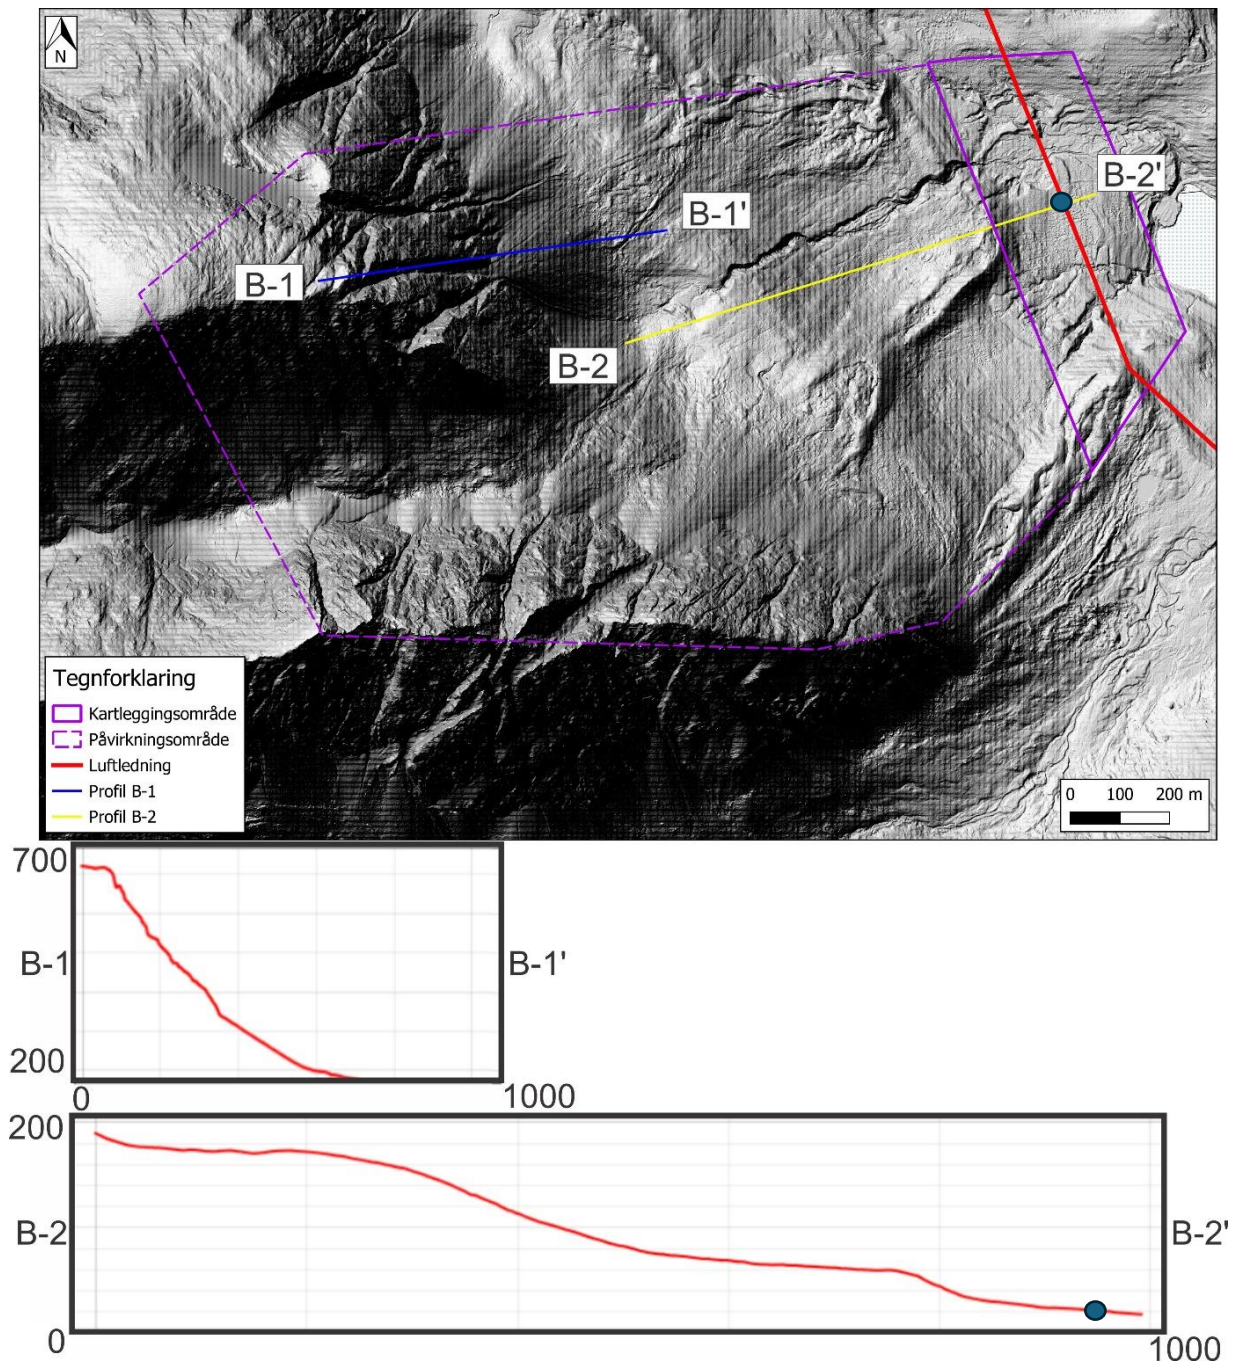 N
B-2'
B-1'
B-1
B-2
Tegnforklaring
Kartleggingsområde
Påvirkningsområde
Luftledning
Profil B-1
Profil B-2
0 100 200 m
700
B-1
B-1'
200
0
1000
200
B-2
B-2'
0
1000